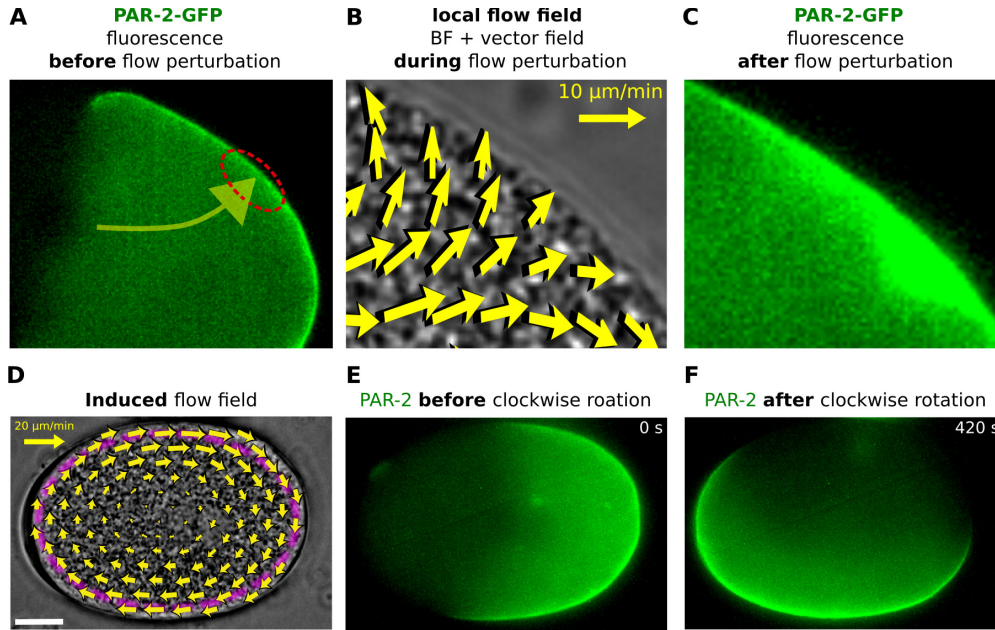 A
PAR-2-GFP
fluorescence
before flow perturbation
B
local flow field
BF + vector field
during flow perturbation
C
PAR-2-GFP
fluorescence
after flow perturbation
10 µm/min
D
Induced flow field
E
PAR-2 before clockwise roation
F
PAR-2 after clockwise rotation
20 µm/min
0 s
420 s